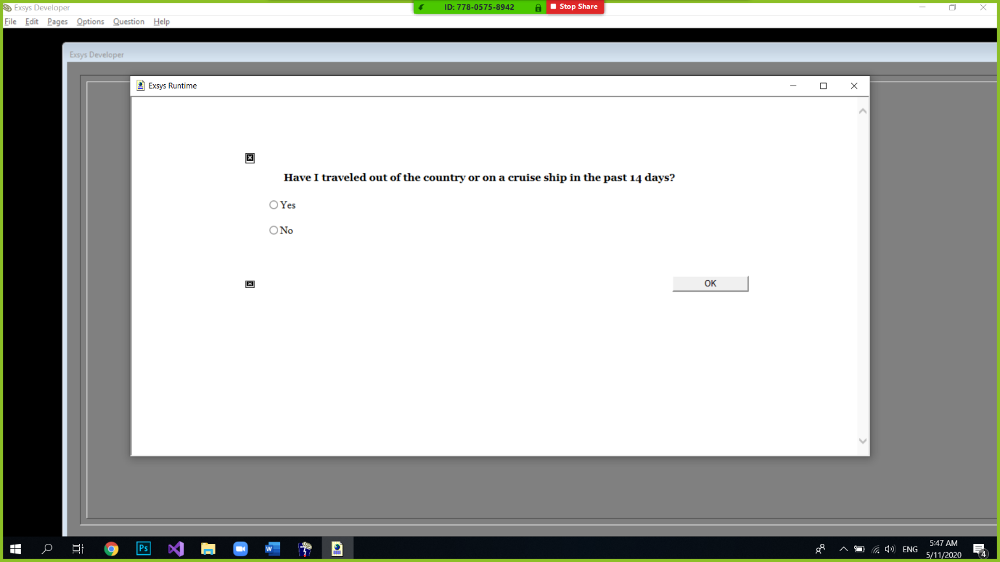 Exsys Developer
ID: 778-0575-8942
Stop Share
File Edit Pages Options Question Help
Exsys Developer
Exsys Runtime
Have I traveled out of the country or on a cruise ship in the past 14 days?
Yes
No
OK
Ps
W
ENG
5:47 AM
5/11/2020
4